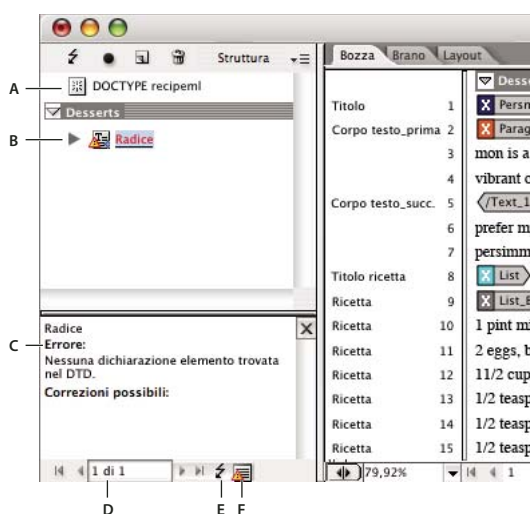 Struttura
Bozza Brano Layout
A
DOCTYPE recipeml
Desserts
B
Radice
C
Radice
Errore:
Nessuna dichiarazione elemento trovata
nel DTD.
Correzioni possibili:
1 di 1
D E F
Titolo 1
Corpo testo_prima 2
3
mon is a
4
vibrant
Corpo testo_succ. 5
/Text_1
6
prefer
7
persimm
Titolo ricetta 8
List
Ricetta 9
Ricetta 10
1 pint
Ricetta 11
2 eggs,
Ricetta 12
11/2 cup
Ricetta 13
1/2 teasp
Ricetta 14
1/2 teasp
Ricetta 15
1/2 teasp
79,92%
1